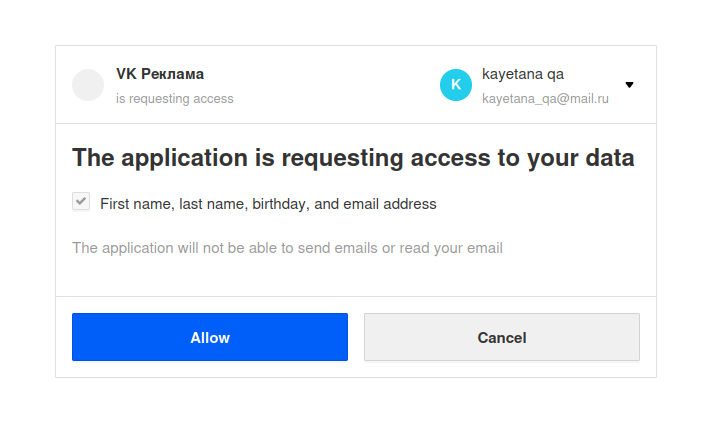 VK Реклама
is requesting access
K
kayetana qa
kayetana_qa@mail.ru
The application is requesting access to your data
First name, last name, birthday, and email address
The application will not be able to send emails or read your email
Allow
Cancel